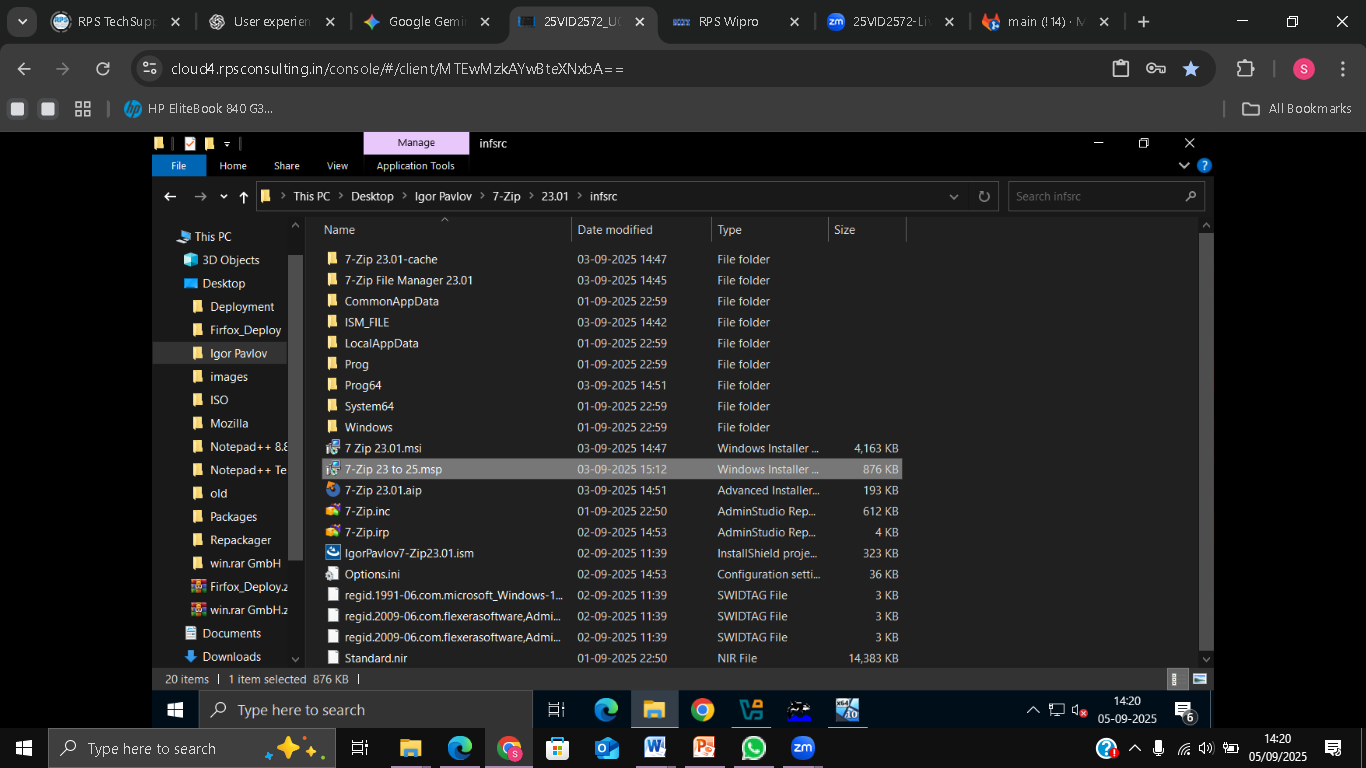 RPS TechSupp
User experien
Google Gemi
25VID2572_U
RPS Wipro
25VID2572-Li
main (!14) · M
cloud4.rpsconsulting.in/console/#/client/MTEwMzkAYwBteXNxbA==
S
HP EliteBook 840 G3...
All Bookmarks
Manage
infsrc
File
Home
Share
View
Application Tools
This PC
Desktop
Igor Pavlov
7-Zip
23.01
infsrc
Search infsrc
Name
Date modified
Type
Size
This PC
3D Objects
Desktop
Deployment
Firfox_Deploy
Igor Pavlov
images
ISO
Mozilla
Notepad++ 8.8
Notepad++ Te
old
Packages
Repackager
win.rar GmbH
Firfox_Deploy.z
win.rar GmbH.z
Documents
Downloads
7-Zip 23.01-cache 03-09-2025 14:47 File folder
7-Zip File Manager 23.01 03-09-2025 14:45 File folder
CommonAppData 01-09-2025 22:59 File folder
ISM_FILE 03-09-2025 14:42 File folder
LocalAppData 01-09-2025 22:59 File folder
Prog 01-09-2025 22:59 File folder
Prog64 03-09-2025 14:51 File folder
System64 01-09-2025 22:59 File folder
Windows 01-09-2025 22:59 File folder
7 Zip 23.01.msi 03-09-2025 14:47 Windows Installer ... 4,163 KB
7-Zip 23 to 25.msp 03-09-2025 15:12 Windows Installer ... 876 KB
7-Zip 23.01.aip 03-09-2025 14:51 Advanced Installer... 193 KB
7-Zip.inc 01-09-2025 22:50 AdminStudio Rep... 612 KB
7-Zip.irp 02-09-2025 14:53 AdminStudio Rep... 4 KB
IgorPavlov7-Zip23.01.ism 02-09-2025 11:39 InstallShield proje... 323 KB
Options.ini 02-09-2025 14:53 Configuration setti... 36 KB
regid.1991-06.com.microsoft_Windows-1... 02-09-2025 11:39 SWIDTAG File 3 KB
regid.2009-06.com.flexerasoftware,Admi... 02-09-2025 11:39 SWIDTAG File 3 KB
regid.2009-06.com.flexerasoftware,Admi... 02-09-2025 11:39 SWIDTAG File 3 KB
Standard.nir 01-09-2025 22:50 NIR File 14,383 KB
20 items
1 item selected 876 KB
Type here to search
14:20
05-09-2025
6
Type here to search
14:20
05/09/2025